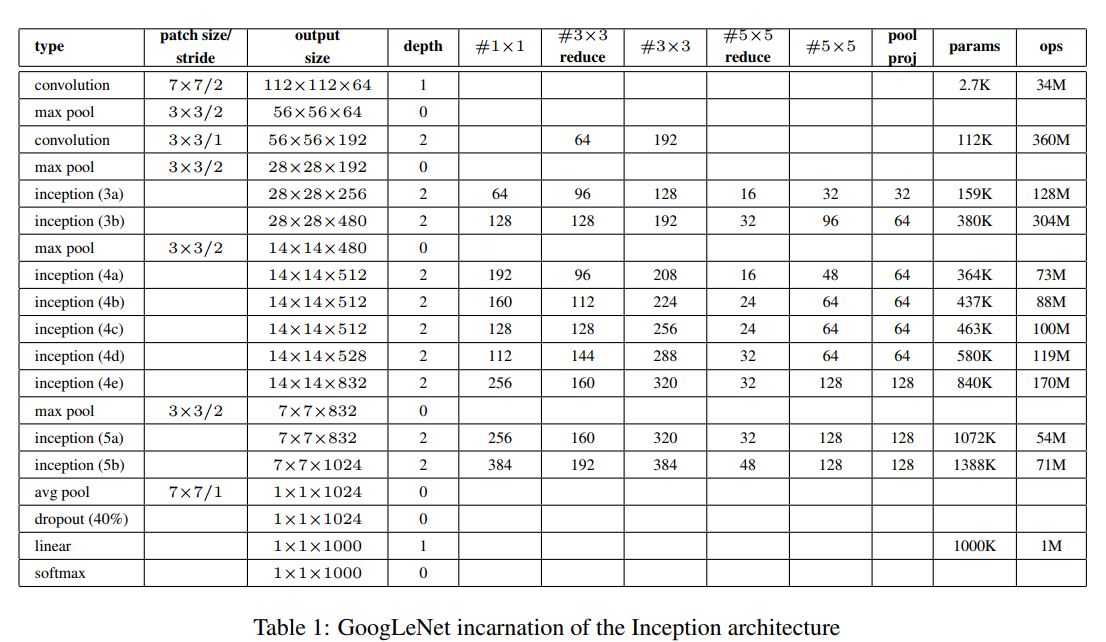 type patch size/ stride output size depth #1×1 #3×3 reduce #3×3 #5×5 reduce #5×5 pool proj params ops
convolution 7×7/2 112×112×64 1 2.7K 34M
max pool 3×3/2 56×56×64 0
convolution 3×3/1 56×56×192 2 64 192 112K 360M
max pool 3×3/2 28×28×192 0
inception (3a) 28×28×256 2 64 96 128 16 32 32 159K 128M
inception (3b) 28×28×480 2 128 128 192 32 96 64 380K 304M
max pool 3×3/2 14×14×480 0
inception (4a) 14×14×512 2 192 96 208 16 48 64 364K 73M
inception (4b) 14×14×512 2 160 112 224 24 64 64 437K 88M
inception (4c) 14×14×512 2 128 128 256 24 64 64 463K 100M
inception (4d) 14×14×528 2 112 144 288 32 64 64 580K 119M
inception (4e) 14×14×832 2 256 160 320 32 128 128 840K 170M
max pool 3×3/2 7×7×832 0
inception (5a) 7×7×832 2 256 160 320 32 128 128 1072K 54M
inception (5b) 7×7×1024 2 384 192 384 48 128 128 1388K 71M
avg pool 7×7/1 1×1×1024 0
dropout (40%) 1×1×1024 0
linear 1×1×1000 1 1000K 1M
softmax 1×1×1000 0
Table 1: GoogLeNet incarnation of the Inception architecture